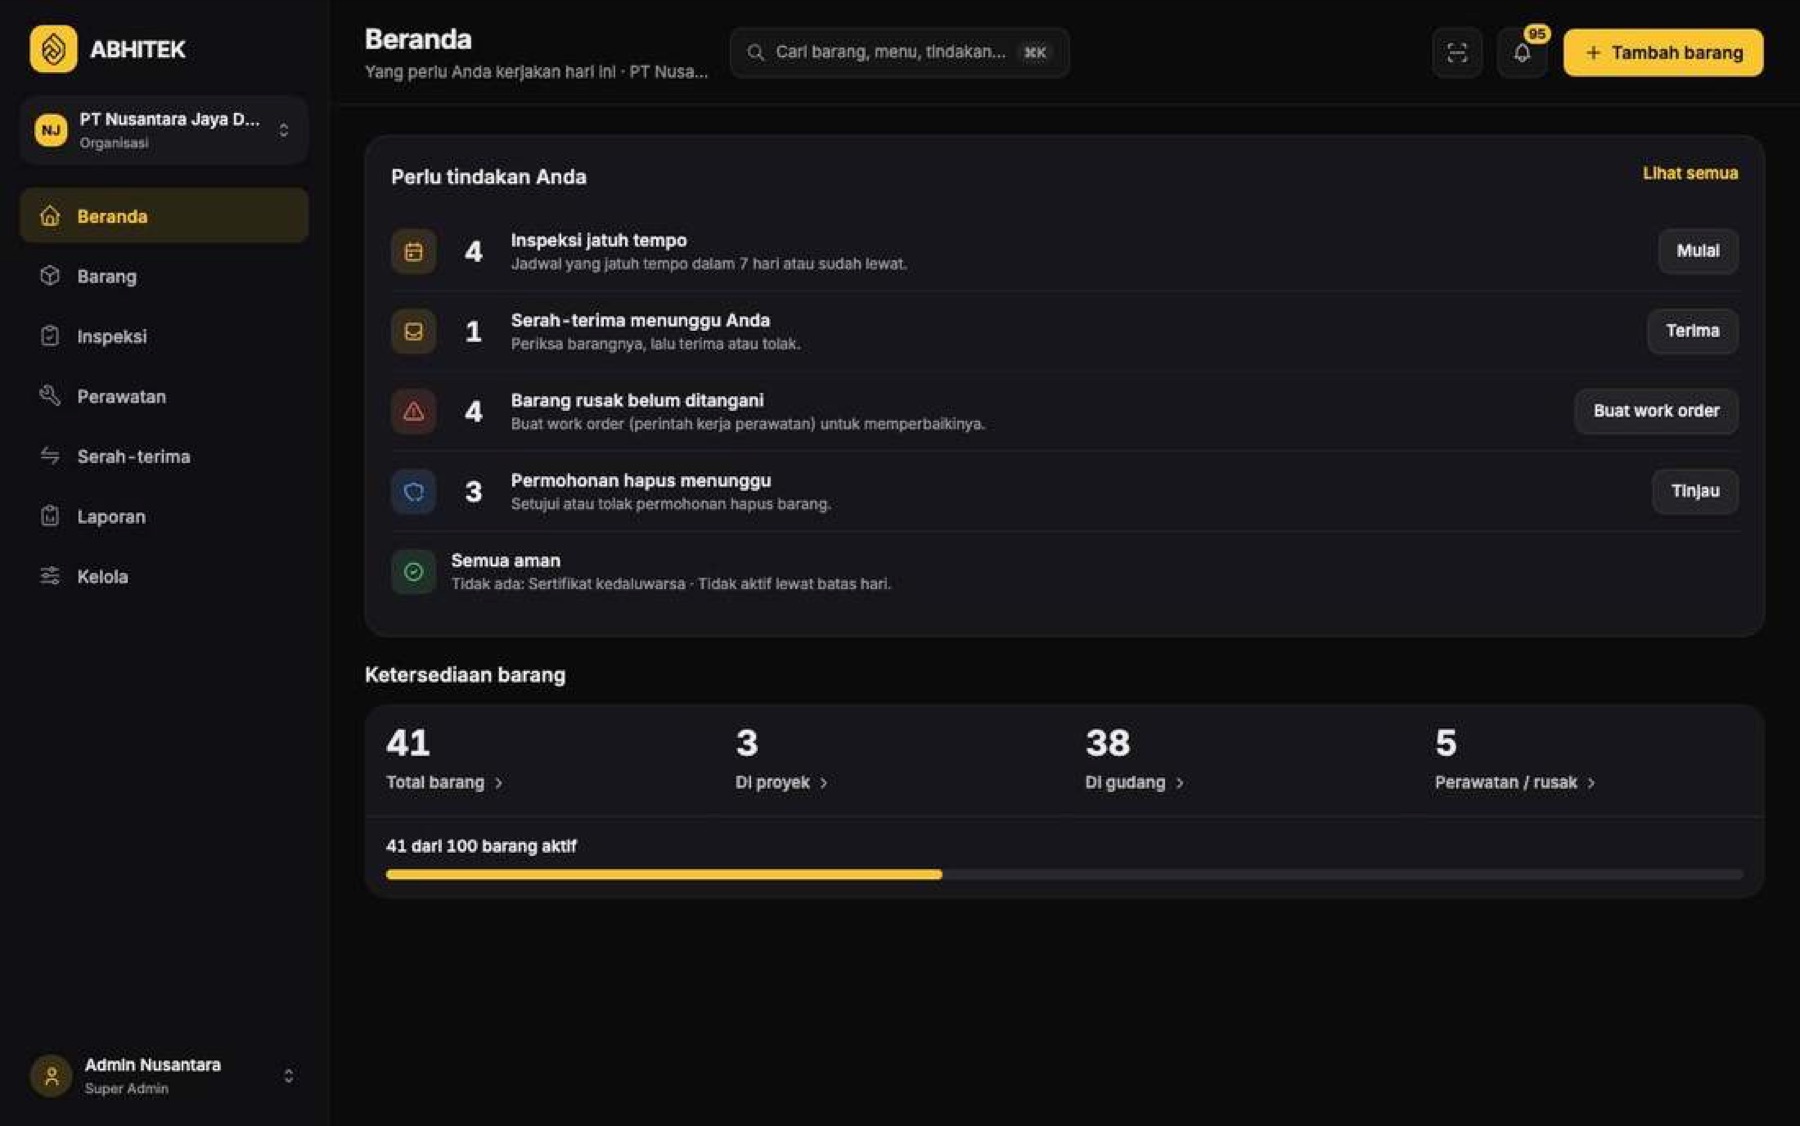 ABHITEK
NJ
PT Nusantara Jaya D...
Organisasi
Beranda
Barang
Inspeksi
Perawatan
Serah-terima
Laporan
Kelola
Admin Nusantara
Super Admin
Beranda
Yang perlu Anda kerjakan hari ini · PT Nusa...
Cari barang, menu, tindakan... ⌘K
95
+ Tambah barang
Perlu tindakan Anda
Lihat semua
4
Inspeksi jatuh tempo
Jadwal yang jatuh tempo dalam 7 hari atau sudah lewat.
Mulai
1
Serah-terima menunggu Anda
Periksa barangnya, lalu terima atau tolak.
Terima
4
Barang rusak belum ditangani
Buat work order (perintah kerja perawatan) untuk memperbaikinya.
Buat work order
3
Permohonan hapus menunggu
Setujui atau tolak permohonan hapus barang.
Tinjau
Semua aman
Tidak ada: Sertifikat kedaluwarsa · Tidak aktif lewat batas hari.
Ketersediaan barang
41
Total barang >
3
Di proyek >
38
Di gudang >
5
Perawatan / rusak >
41 dari 100 barang aktif